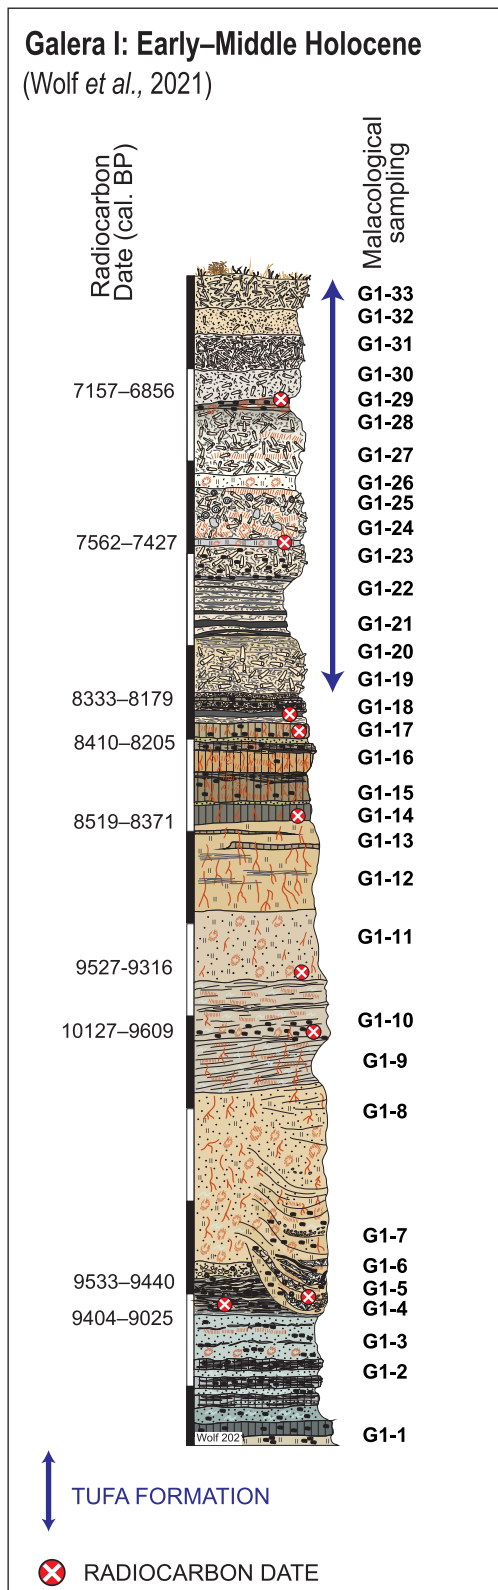 Galera I: Early–Middle Holocene
(Wolf et al., 2021)
Radiocarbon
Date (cal. BP)
Malacological
sampling
G1-33
G1-32
G1-31
G1-30
7157–6856
G1-29
G1-28
G1-27
G1-26
G1-25
G1-24
7562–7427
G1-23
G1-22
G1-21
G1-20
G1-19
8333–8179
G1-18
G1-17
8410–8205
G1-16
G1-15
G1-14
8519–8371
G1-13
G1-12
G1-11
9527-9316
G1-10
10127–9609
G1-9
G1-8
G1-7
G1-6
9533–9440
G1-5
G1-4
9404–9025
G1-3
G1-2
G1-1
Wolf 202
TUFA FORMATION
RADIOCARBON DATE